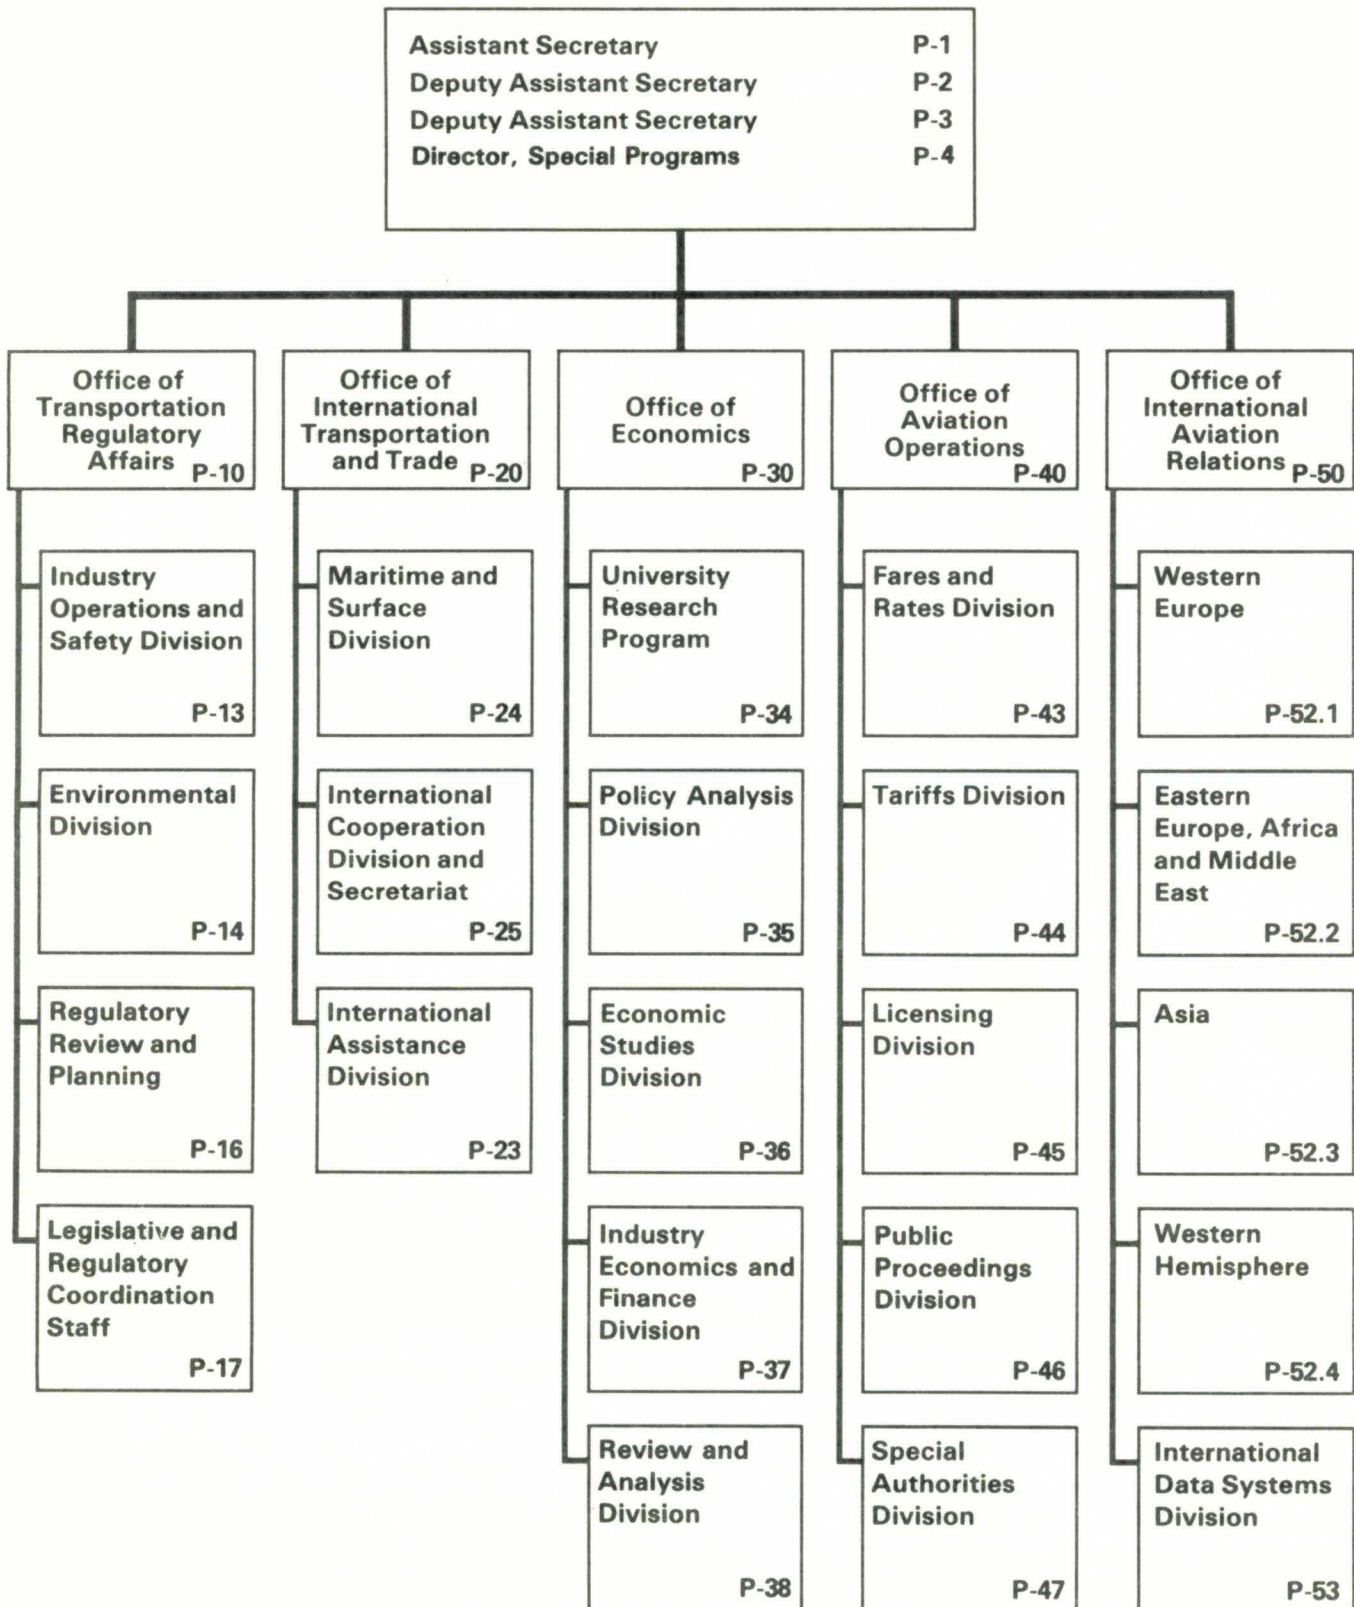 Assistant Secretary P-1
Deputy Assistant Secretary P-2
Deputy Assistant Secretary P-3
Director, Special Programs P-4
Office of
Transportation
Regulatory
Affairs P-10
Office of
International
Transportation
and Trade P-20
Office of
Economics
P-30
Office of
Aviation
Operations
P-40
Office of
International
Aviation
Relations P-50
Industry
Operations and
Safety Division
P-13
Environmental
Division
P-14
Regulatory
Review and
Planning
P-16
Legislative and
Regulatory
Coordination
Staff
P-17
Maritime and
Surface
Division
P-24
International
Cooperation
Division and
Secretariat
P-25
International
Assistance
Division
P-23
University
Research
Program
P-34
Policy Analysis
Division
P-35
Economic
Studies
Division
P-36
Industry
Economics and
Finance
Division
P-37
Review and
Analysis
Division
P-38
Fares and
Rates Division
P-43
Tariffs Division
P-44
Licensing
Division
P-45
Public
Proceedings
Division
P-46
Special
Authorities
Division
P-47
Western
Europe
P-52.1
Eastern
Europe, Africa
and Middle
East
P-52.2
Asia
P-52.3
Western
Hemisphere
P-52.4
International
Data Systems
Division
P-53